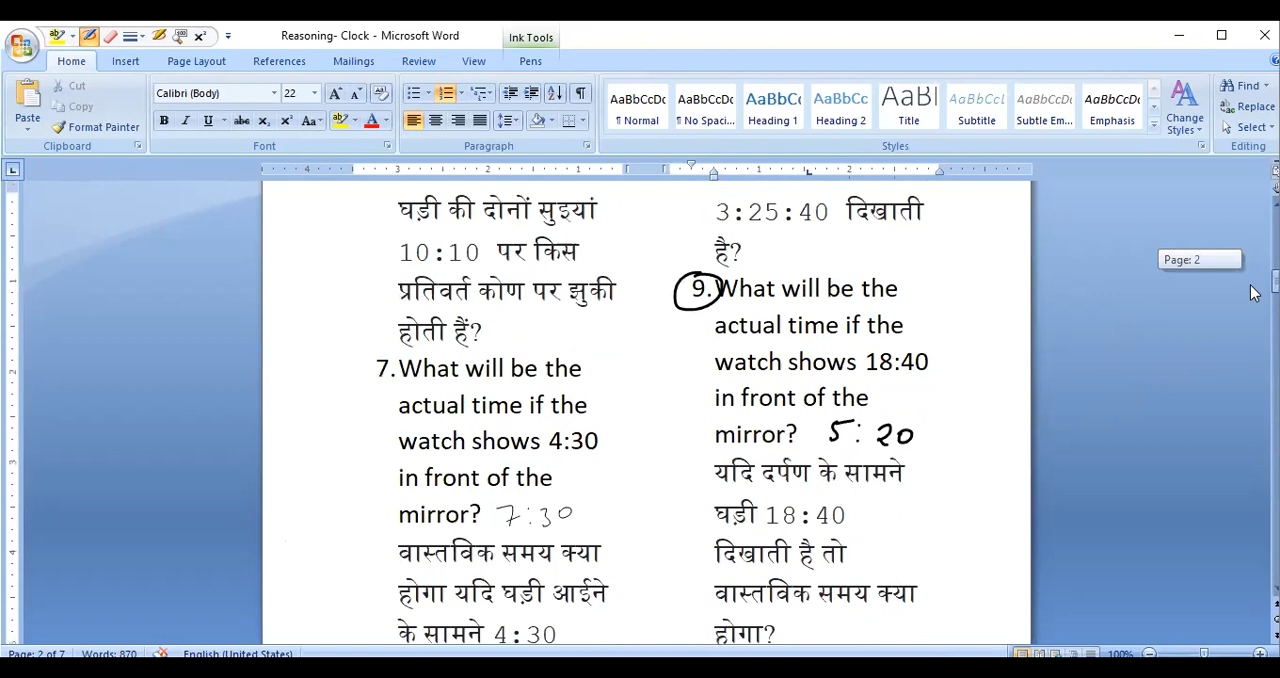 Reasoning- Clock - Microsoft Word
Ink Tools
Home
Insert
Page Layout
References
Mailings
Review
View
Pens
Paste
Cut
Copy
Format Painter
Clipboard
Calibri (Body)
22
Font
Paragraph
AaBbCcDc
¶ Normal
AaBbCcDc
¶ No Spaci...
AaBbCc
Heading 1
AaBbCc
Heading 2
AaBl
Title
AaBbCcL
Subtitle
AaBbCcDc
Subtle Em...
AaBbCcDc
Emphasis
Change
Styles
Styles
Find
Replace
Select
Editing
घड़ी की दोनों सुइयां
10:10 पर किस
प्रतिवर्त कोण पर झुकी
होती हैं?
7. What will be the
actual time if the
watch shows 4:30
in front of the
mirror? 7:30
वास्तविक समय क्या
होगा यदि घड़ी आईने
के सामने 4:30
3:25:40 दिखाती
है?
9. What will be the
actual time if the
watch shows 18:40
in front of the
mirror? 5:20
यदि दर्पण के सामने
घड़ी 18:40
दिखाती है तो
वास्तविक समय क्या
होगा?
Page: 2
Page: 2 of 7
Words: 870
English (United States)
100%